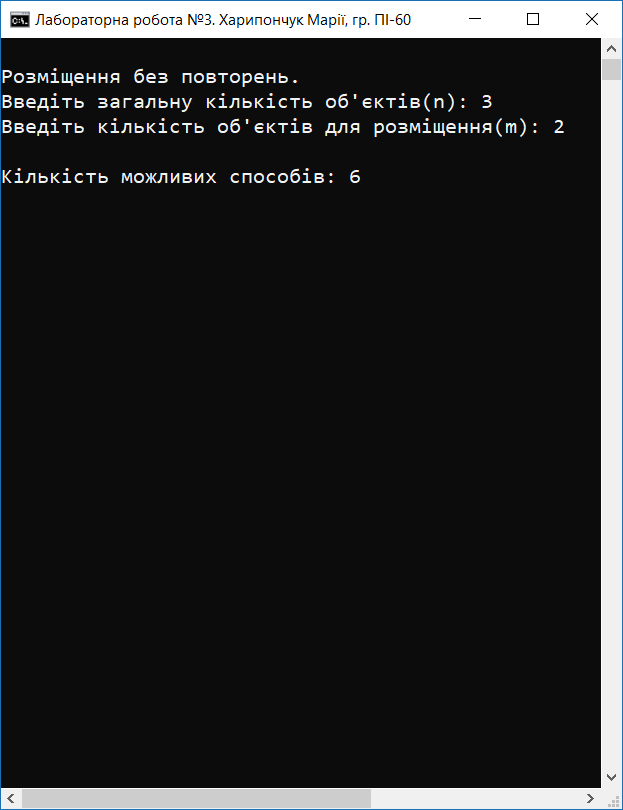 Лабораторна робота №3. Харипончук Марії, гр. ПІ-60
Розміщення без повторень.
Введіть загальну кількість об'єктів(n): 3
Введіть кількість об'єктів для розміщення(m): 2
Кількість можливих способів: 6